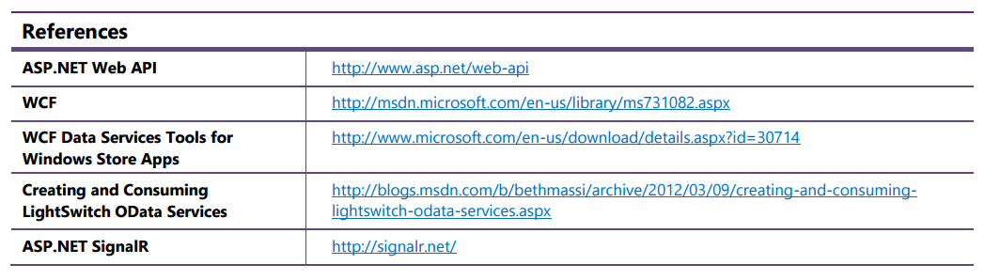 References
ASP.NET Web API http://www.asp.net/web-api
WCF http://msdn.microsoft.com/en-us/library/ms731082.aspx
WCF Data Services Tools for http://www.microsoft.com/en-us/download/details.aspx?id=30714
Windows Store Apps
Creating and Consuming http://blogs.msdn.com/b/bethmassi/archive/2012/03/09/creating-and-consuming-
LightSwitch OData Services lightswitch-odata-services.aspx
ASP.NET SignalR http://signalr.net/